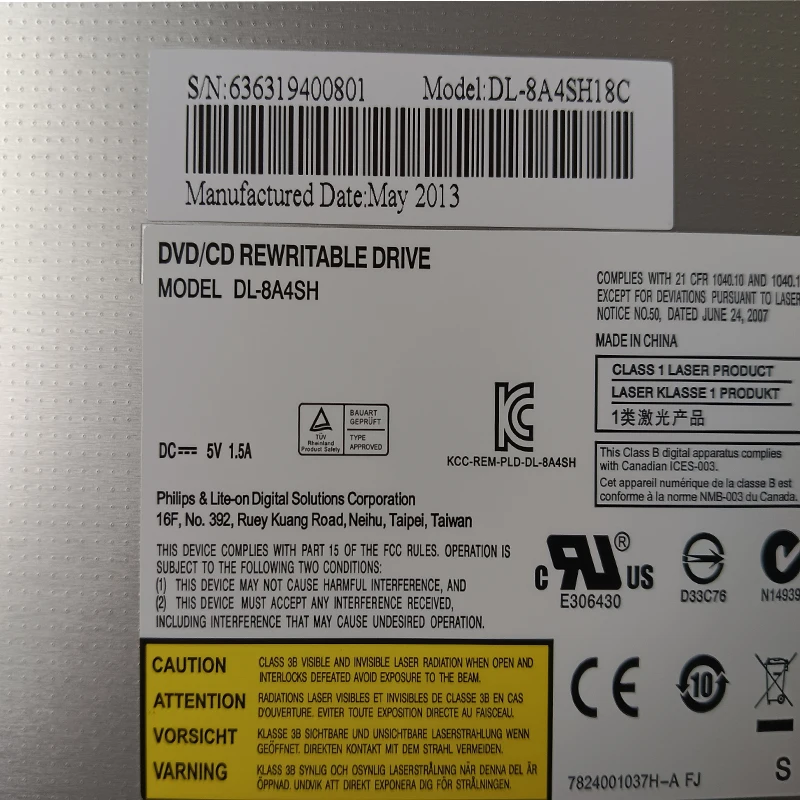 S/N:636319400801 Model:DL-8A4SH18C
Manufactured Date:May 2013
DVD/CD REWRITABLE DRIVE
MODEL DL-8A4SH
COMPLIES WITH 21 CFR 1040.10 AND 1040.1
EXCEPT FOR DEVIATIONS PURSUANT TO LASER
NOTICE NO.50, DATED JUNE 24, 2007
MADE IN CHINA
CLASS 1 LASER PRODUCT
LASER KLASSE 1 PRODUKT
1类激光产品
DC 5V 1.5A
TÜV
Rheinland
Product Safety
BAUART
GEPRÜFT
TYPE
APPROVED
KCC-REM-PLD-DL-8A4SH
This Class B digital apparatus complies
with Canadian ICES-003.
Cet appareil numérique de la classe B est
conforme à la norme NMB-003 du Canada.
Philips & Lite-on Digital Solutions Corporation
16F, No. 392, Ruey Kuang Road, Neihu, Taipei, Taiwan
THIS DEVICE COMPLIES WITH PART 15 OF THE FCC RULES. OPERATION IS
SUBJECT TO THE FOLLOWING TWO CONDITIONS:
(1) THIS DEVICE MAY NOT CAUSE HARMFUL INTERFERENCE, AND
(2) THIS DEVICE MUST ACCEPT ANY INTERFERENCE RECEIVED,
INCLUDING INTERFERENCE THAT MAY CAUSE UNDESIRED OPERATION.
c RU ® US
E306430
D33C76
N14939
CAUTION CLASS 3B VISIBLE AND INVISIBLE LASER RADIATION WHEN OPEN AND
INTERLOCKS DEFEATED AVOID EXPOSURE TO THE BEAM.
ATTENTION RADIATIONS LASER VISIBLES ET INVISIBLES DE CLASSE 3B EN CAS
D'OUVERTURE. EVITER TOUTE EXPOSITION DIRECTE AU FAISCEAU.
VORSICHT KLASSE 3B SICHTBARE UND UNSICHTBARE LASERSTRAHLUNG WENN
GEÖFFNET. DIREKTEN KONTAKT MIT DEM STRAHL VERMEIDEN.
VARNING KLASS 3B SYNLIG OCH OSYNLIG LASERSTRÅLNING NÄR DENNA DEL ÄR
ÖPPNAD. UNDVIK ATT DIREKT EXPONERA DIG FÖR STRÅLNINGEN.
CE
10
7824001037H-A FJ
S